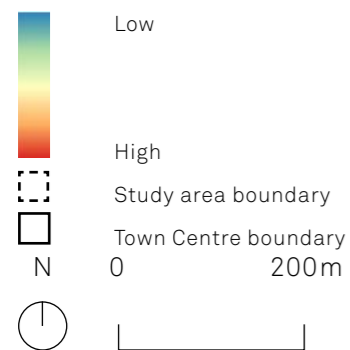 Low
High
Study area boundary
Town Centre boundary
N 0 200m